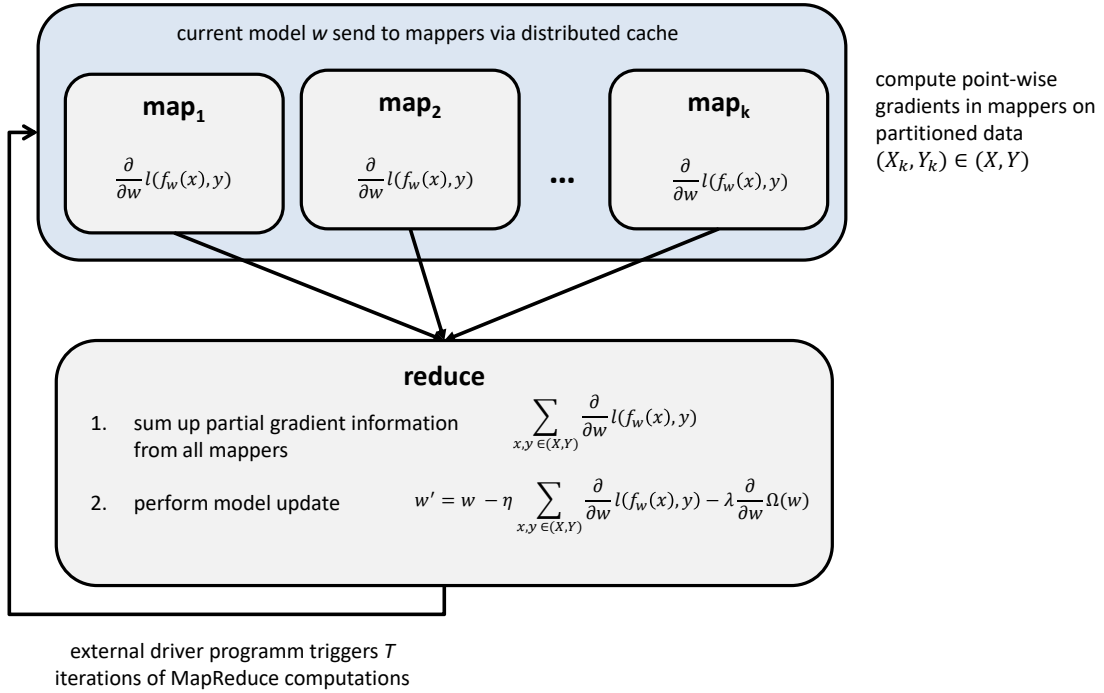 current model w send to mappers via distributed cache
map₁
map₂
mapₖ
∂/∂w l(f_w(x), y)
∂/∂w l(f_w(x), y)
...
∂/∂w l(f_w(x), y)
compute point-wise
gradients in mappers on
partitioned data
(X_k, Y_k) ∈ (X, Y)
reduce
1. sum up partial gradient information
from all mappers
∑_{x,y ∈(X,Y)} ∂/∂w l(f_w(x), y)
2. perform model update
w′ = w − η ∑_{x,y ∈(X,Y)} ∂/∂w l(f_w(x), y) − λ ∂/∂w Ω(w)
external driver programm triggers T
iterations of MapReduce computations